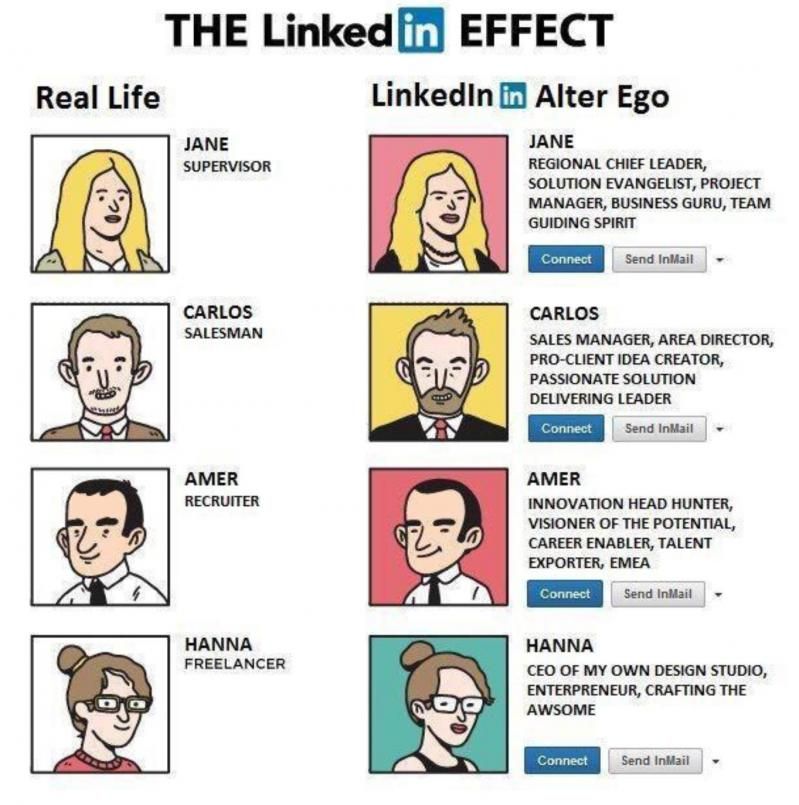 THE Linked in EFFECT
Real Life
LinkedIn in Alter Ego
JANE
SUPERVISOR
JANE
REGIONAL CHIEF LEADER,
SOLUTION EVANGELIST, PROJECT
MANAGER, BUSINESS GURU, TEAM
GUIDING SPIRIT
Connect
Send InMail
CARLOS
SALESMAN
CARLOS
SALES MANAGER, AREA DIRECTOR,
PRO-CLIENT IDEA CREATOR,
PASSIONATE SOLUTION
DELIVERING LEADER
Connect
Send InMail
AMER
RECRUITER
AMER
INNOVATION HEAD HUNTER,
VISIONER OF THE POTENTIAL,
CAREER ENABLER, TALENT
EXPORTER, EMEA
Connect
Send InMail
HANNA
FREELANCER
HANNA
CEO OF MY OWN DESIGN STUDIO,
ENTERPRENEUR, CRAFTING THE
AWSOME
Connect
Send InMail